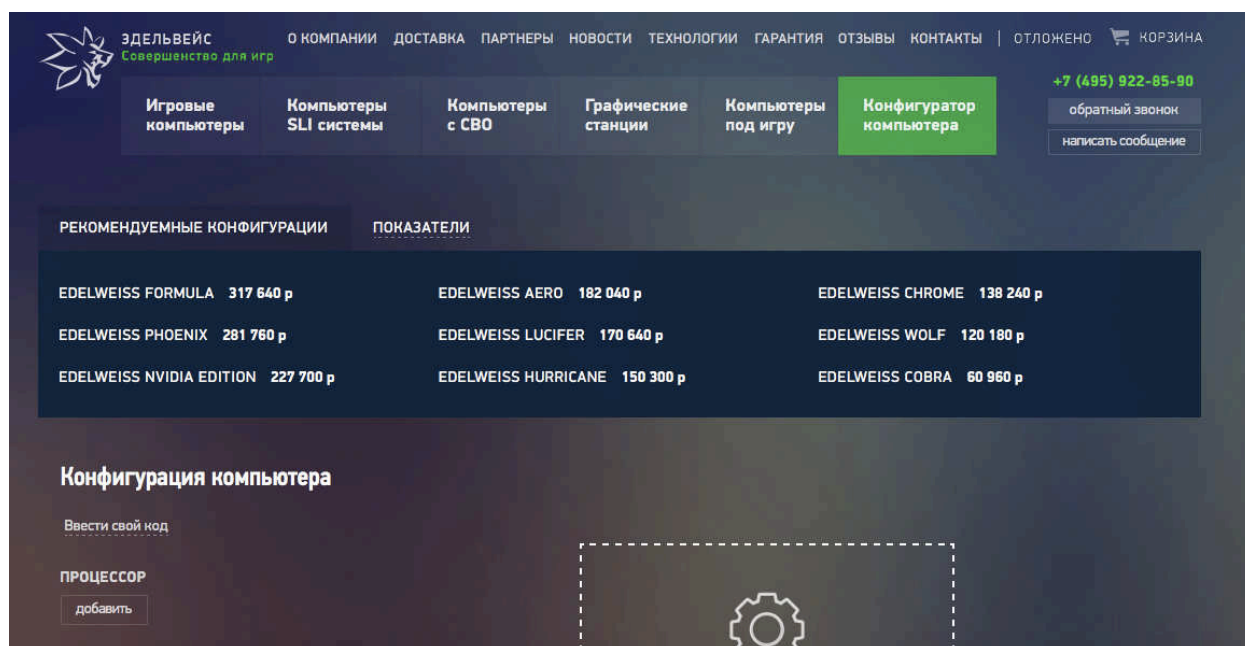 ЭДЕЛЬВЕЙС
Совершенство для игр
О КОМПАНИИ ДОСТАВКА ПАРТНЕРЫ НОВОСТИ ТЕХНОЛОГИИ ГАРАНТИЯ ОТЗЫВЫ КОНТАКТЫ | ОТЛОЖЕНО КОРЗИНА
Игровые
компьютеры
Компьютеры
SLI системы
Компьютеры
с СВО
Графические
станции
Компьютеры
под игру
Конфигуратор
компьютера
+7 (495) 922-85-90
обратный звонок
написать сообщение
РЕКОМЕНДУЕМНЫЕ КОНФИГУРАЦИИ ПОКАЗАТЕЛИ
EDELWEISS FORMULA 317 640 р EDELWEISS AERO 182 040 р EDELWEISS CHROME 138 240 р
EDELWEISS PHOENIX 281 760 р EDELWEISS LUCIFER 170 640 р EDELWEISS WOLF 120 180 р
EDELWEISS NVIDIA EDITION 227 700 р EDELWEISS HURRICANE 150 300 р EDELWEISS COBRA 60 960 р
Конфигурация компьютера
Ввести свой код
ПРОЦЕССОР
добавить